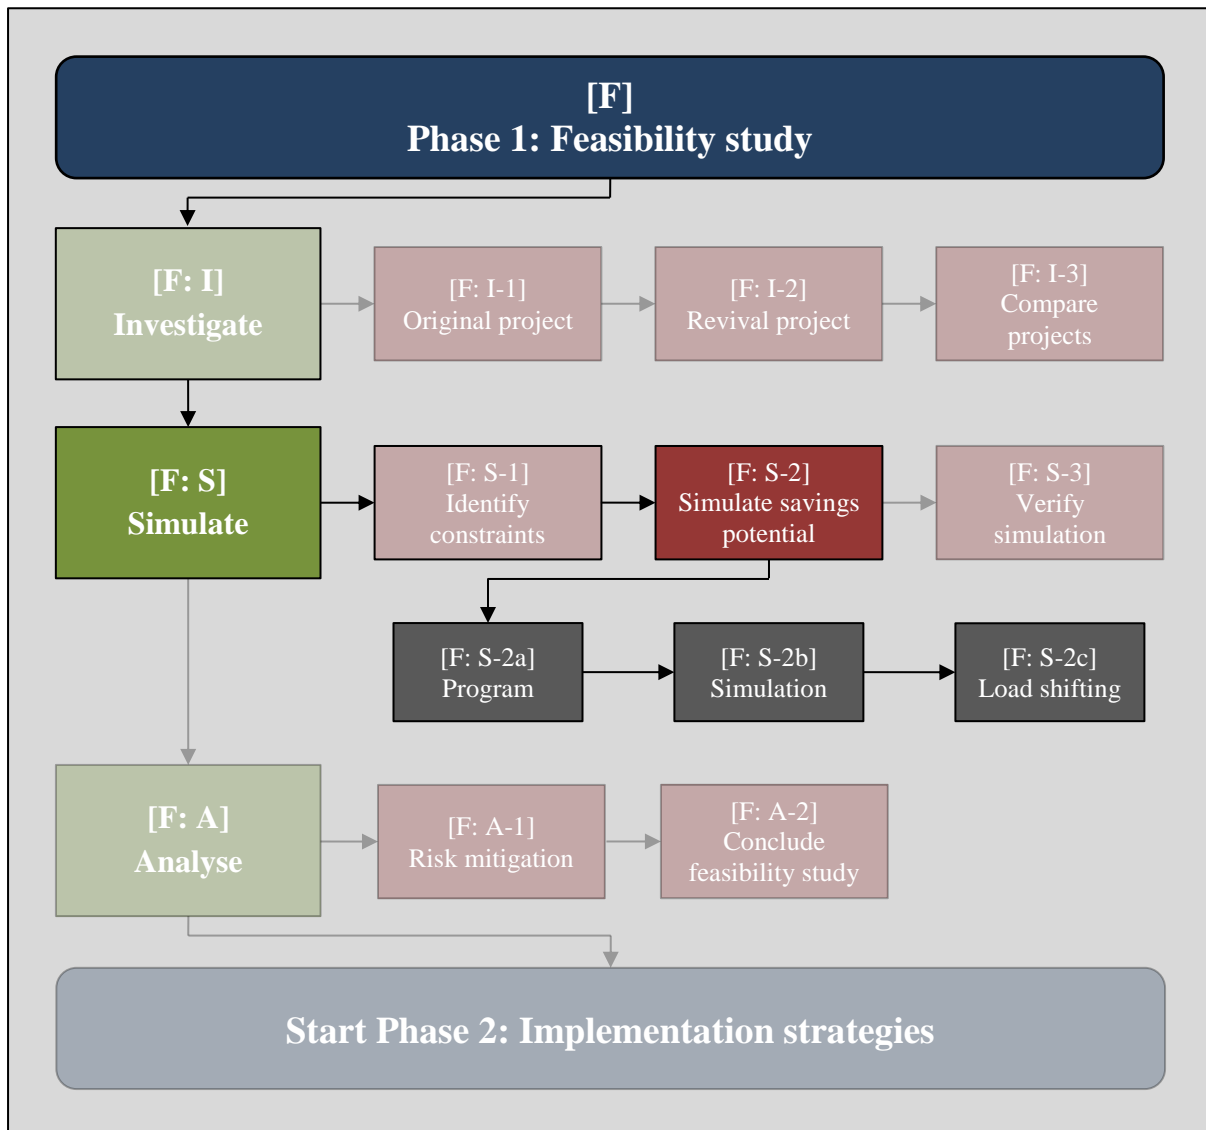 [F]
Phase 1: Feasibility study
[F: I]
Investigate
[F: I-1]
Original project
[F: I-2]
Revival project
[F: I-3]
Compare
projects
[F: S]
Simulate
[F: S-1]
Identify
constraints
[F: S-2]
Simulate savings
potential
[F: S-3]
Verify
simulation
[F: S-2a]
Program
[F: S-2b]
Simulation
[F: S-2c]
Load shifting
[F: A]
Analyse
[F: A-1]
Risk mitigation
[F: A-2]
Conclude
feasibility study
Start Phase 2: Implementation strategies